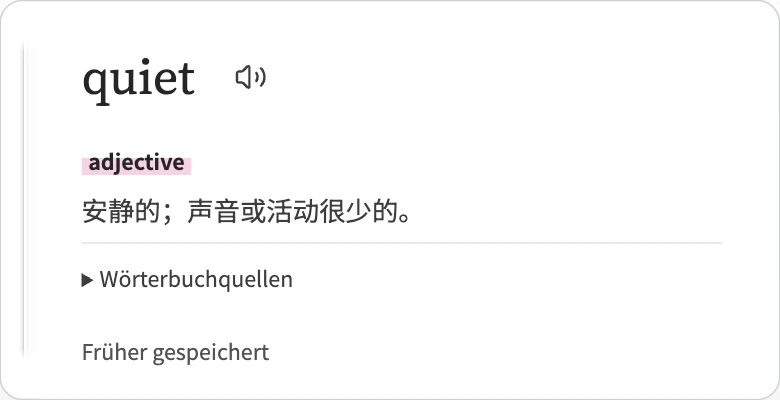 quiet
adjective
安静的；声音或活动很少的。
Wörterbuchquellen
Früher gespeichert